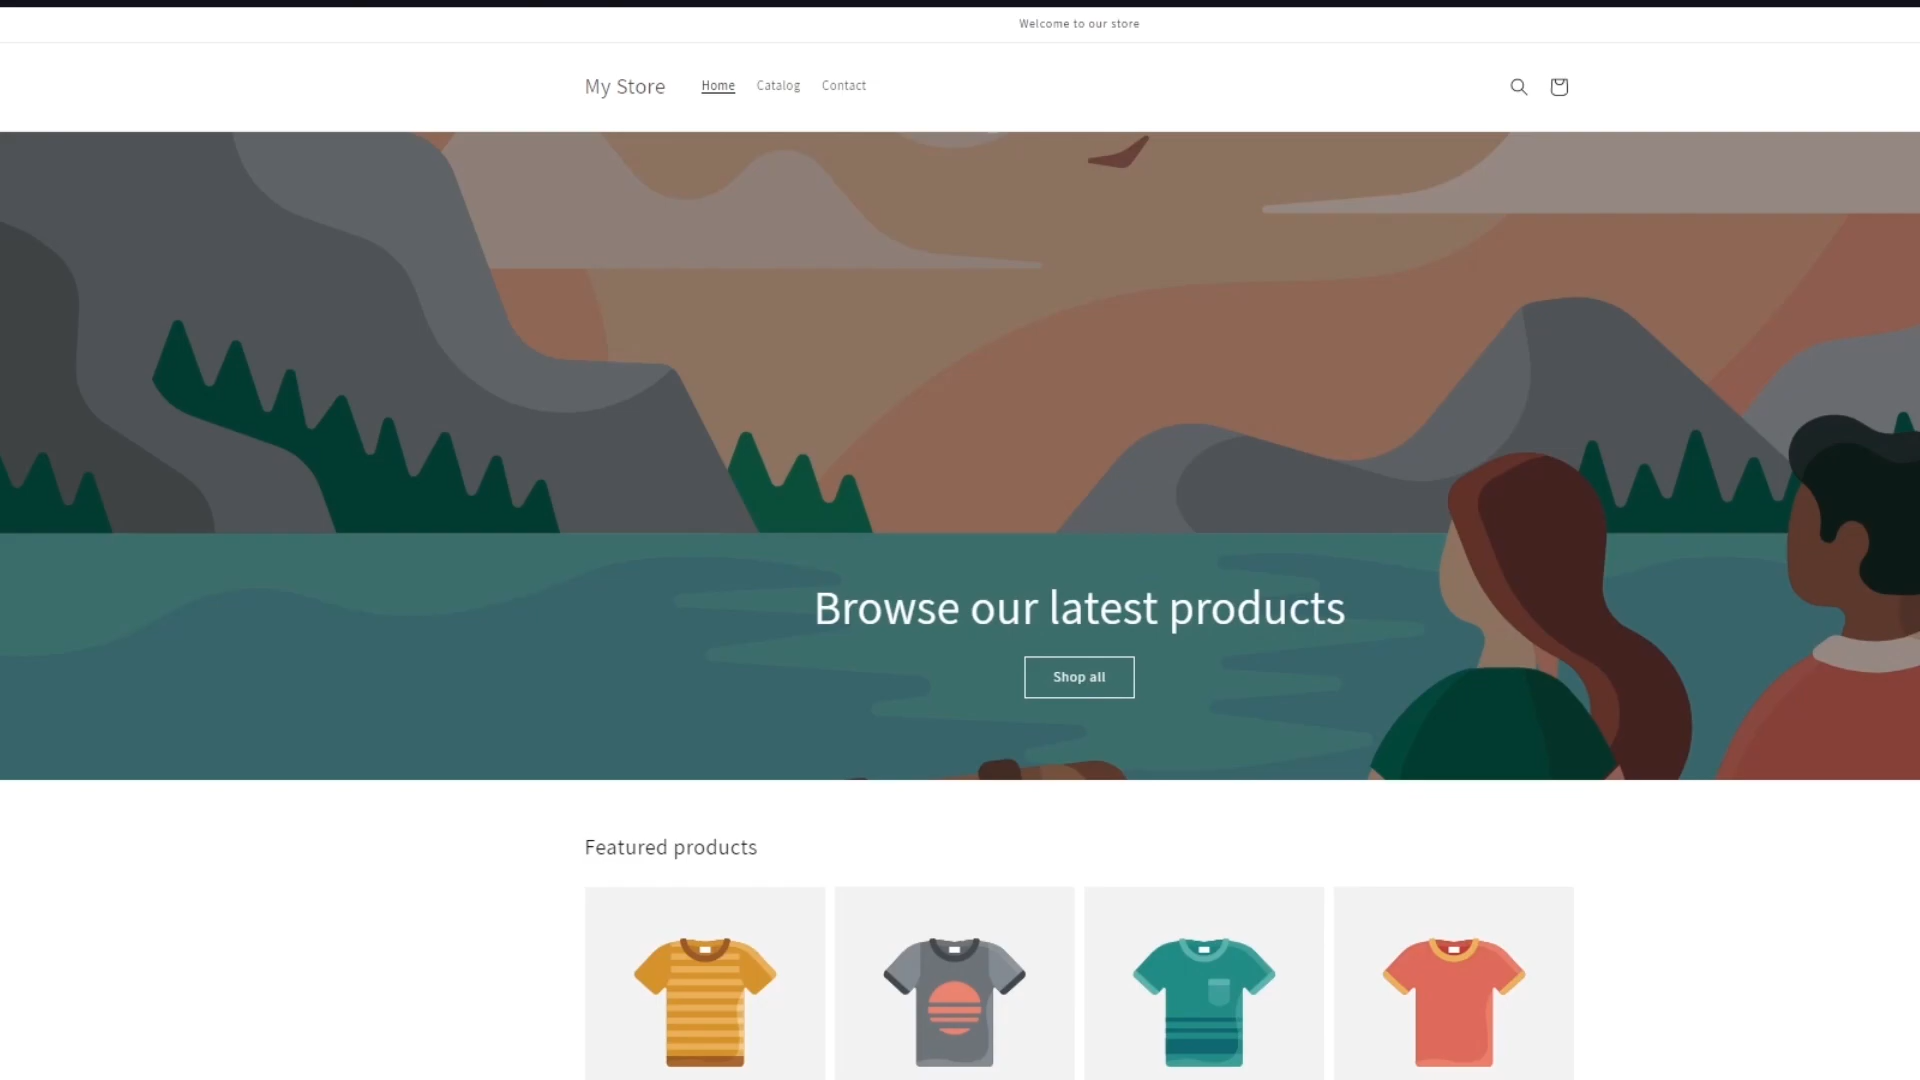 Welcome to our store
My Store Home Catalog Contact
Browse our latest products
Shop all
Featured products